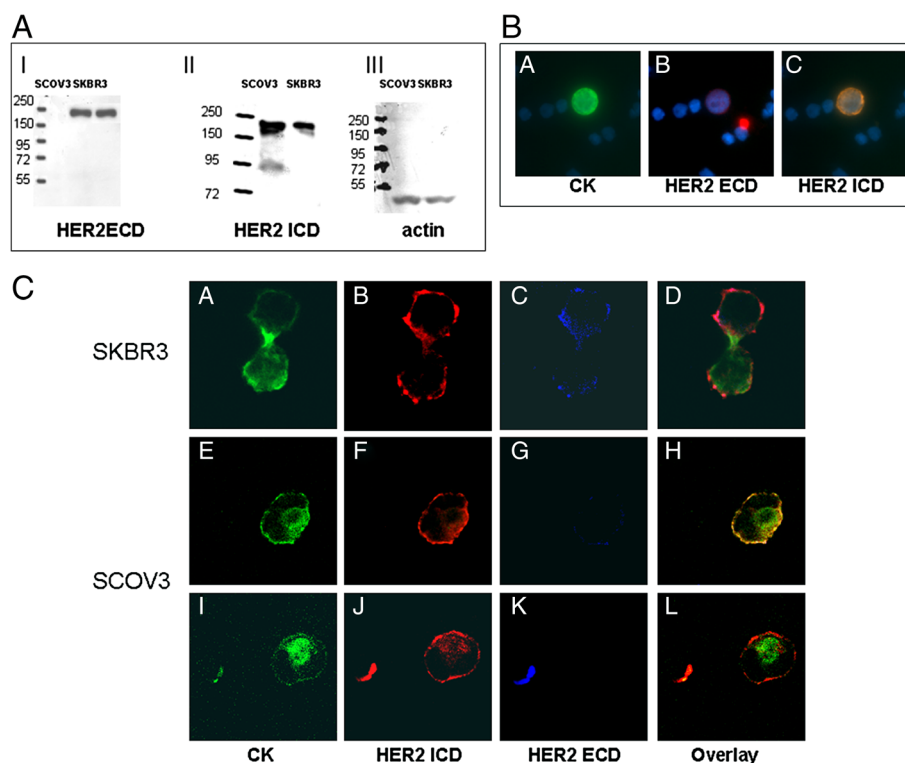 A
B
I
II
III
SCOV3 SKBR3
SCOV3 SKBR3
SCOV3 SKBR3
250
150
95
72
55
250
150
95
72
250
150
95
72
55
HER2ECD
HER2 ICD
actin
A
B
C
CK
HER2 ECD
HER2 ICD
C
A
B
C
D
SKBR3
E
F
G
H
SCOV3
I
J
K
L
CK
HER2 ICD
HER2 ECD
Overlay